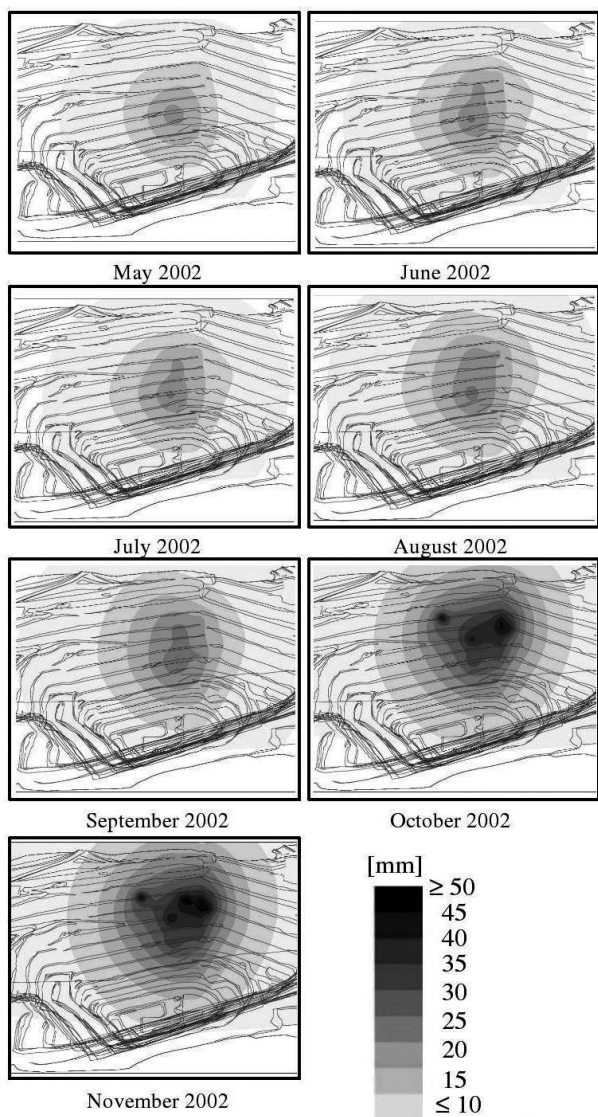 May 2002
June 2002
July 2002
August 2002
September 2002
October 2002
November 2002
[mm]
≥ 50
45
40
35
30
25
20
15
≤ 10